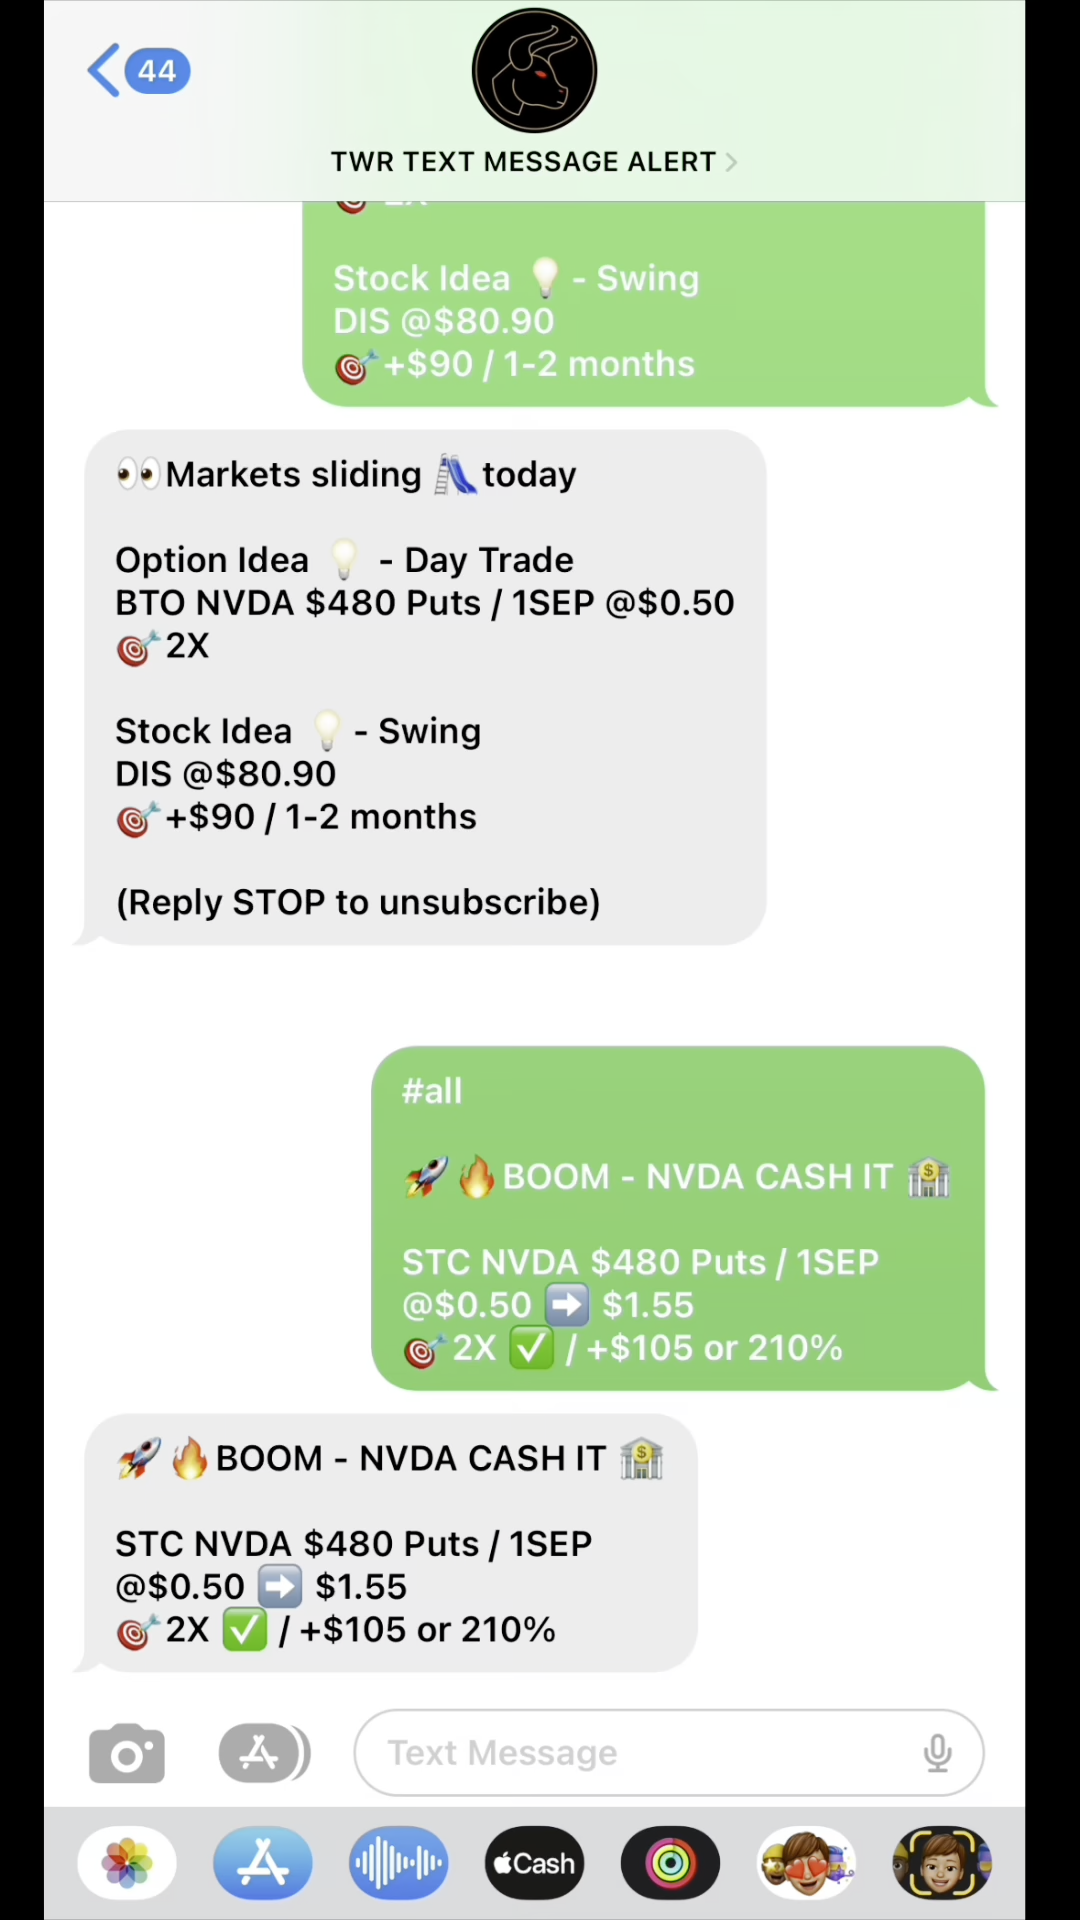 44
TWR TEXT MESSAGE ALERT
Stock Idea 💡 - Swing
DIS @$80.90
🎯+$90 / 1-2 months
👀Markets sliding 🛝today
Option Idea 💡 - Day Trade
BTO NVDA $480 Puts / 1SEP @$0.50
🎯2X
Stock Idea 💡 - Swing
DIS @$80.90
🎯+$90 / 1-2 months
(Reply STOP to unsubscribe)
#all
🚀🔥BOOM - NVDA CASH IT 🏦
STC NVDA $480 Puts / 1SEP
@$0.50 ➡️ $1.55
🎯2X ✅ / +$105 or 210%
🚀🔥BOOM - NVDA CASH IT 🏦
STC NVDA $480 Puts / 1SEP
@$0.50 ➡️ $1.55
🎯2X ✅ / +$105 or 210%
Text Message
Cash